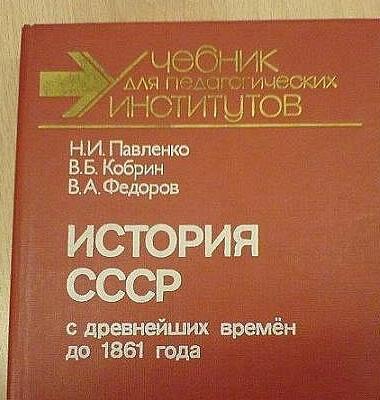 Учебник
для педагогических
институтов
Н.И. Павленко
В.Б. Кобрин
В.А. Федоров
ИСТОРИЯ
СССР
с древнейших времён
до 1861 года